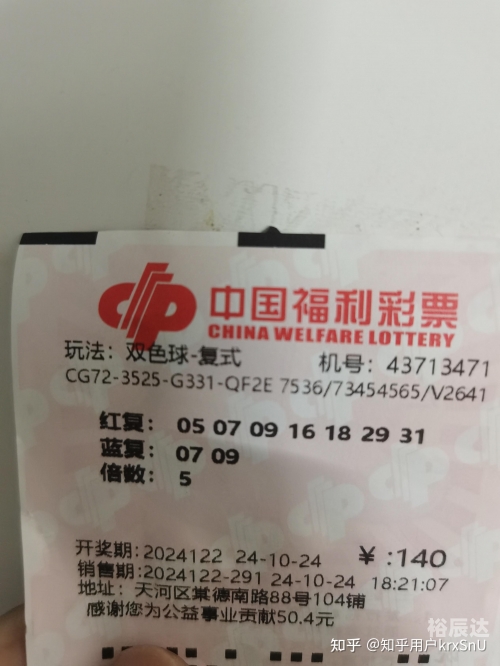 中国福利彩票
CHINA WELFARE LOTTERY
玩法: 双色球-复式 机号: 43713471
CG72-3525-G331-QF2E 7536/73454565/V2641
红复: 05 07 09 16 18 29 31
蓝复: 07 09
倍数: 5
开奖期:2024122 24-10-24 ¥:140
销售期:2024122-291 24-10-24 18:21:07
地址: 天河区棠德南路88号104铺
感谢您为公益事业贡献50.4元
裕辰达
知乎 @知乎用户krxSnU